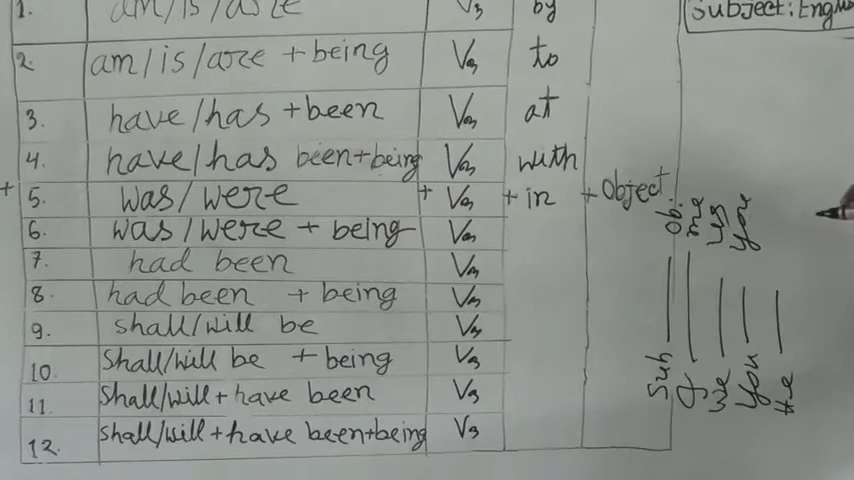 1. am/is/are V3 by
Subject: English
2. am/is/are + being V3 to
3. have/has + been V3 at
4. have/has been+being V3 with
+ 5. was/were + V3 + in + Object
6. was/were + being V3
7. had been V3
8. had been + being V3
9. shall/will be V3
10. Shall/will be + being V3
11. Shall/will + have been V3
12. shall/will + have been+being V3
Sub — Ob.
I — me
We — us
You — you
He —